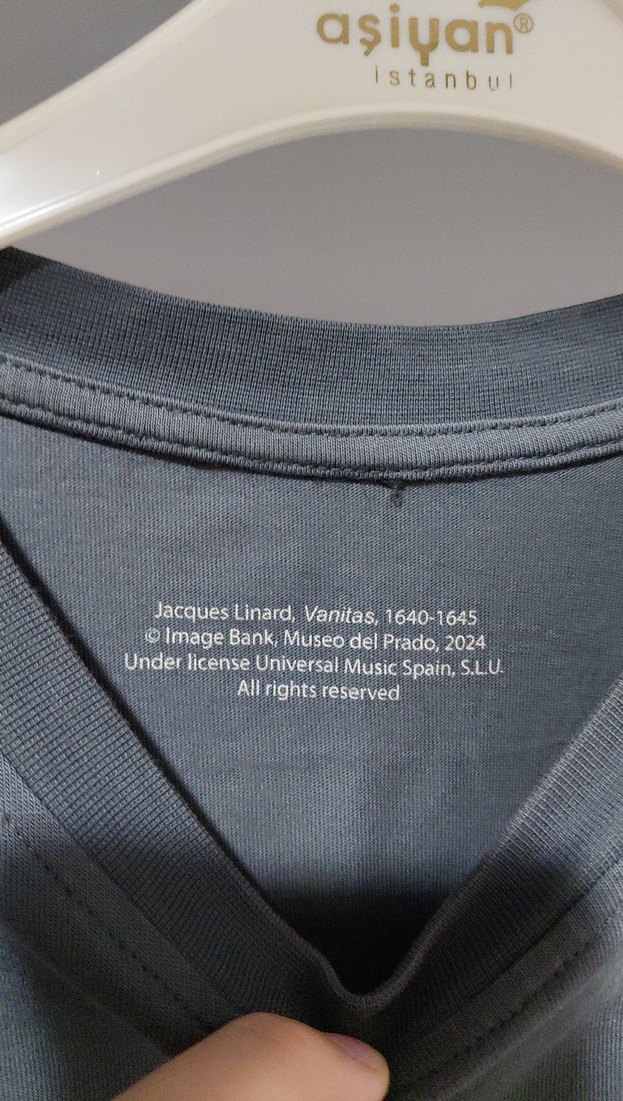 aşiyan®
istanbul
Jacques Linard, Vanitas, 1640-1645
© Image Bank, Museo del Prado, 2024
Under license Universal Music Spain, S.L.U.
All rights reserved